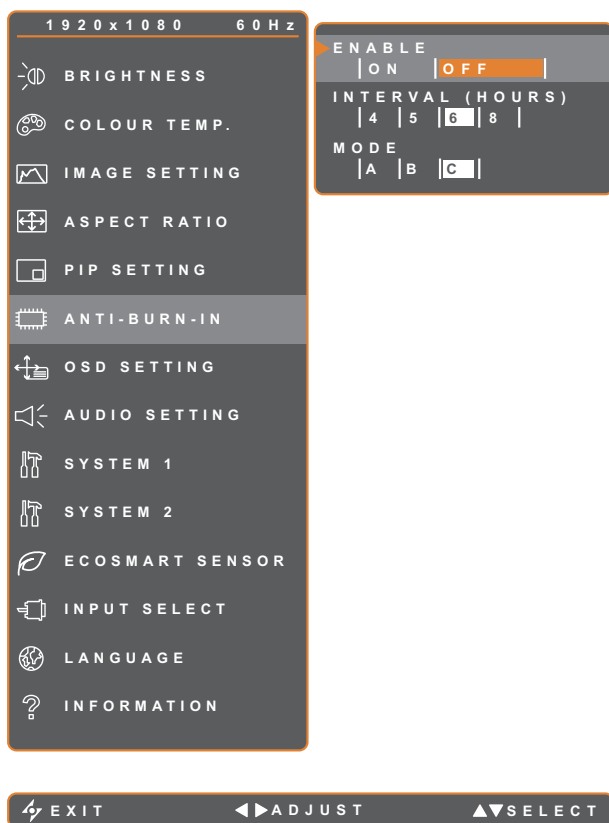 1920x1080 60Hz
BRIGHTNESS
COLOUR TEMP.
IMAGE SETTING
ASPECT RATIO
PIP SETTING
ANTI-BURN-IN
OSD SETTING
AUDIO SETTING
SYSTEM 1
SYSTEM 2
ECOSMART SENSOR
INPUT SELECT
LANGUAGE
INFORMATION
ENABLE
ON OFF
INTERVAL (HOURS)
4 5 6 8
MODE
A B C
EXIT ADJUST SELECT